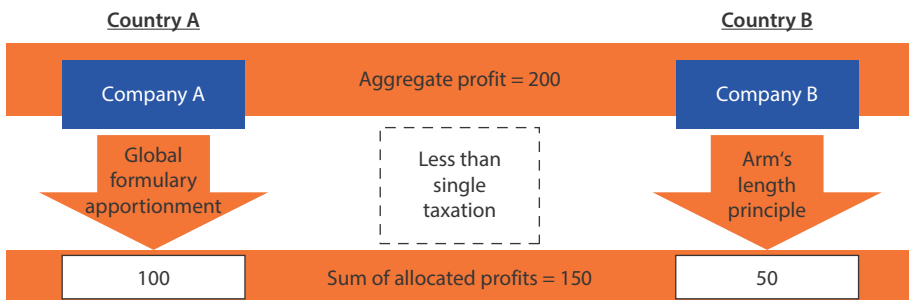 Country A
Country B
Aggregate profit = 200
Company A
Company B
Global
formulary
apportionment
Less than
single
taxation
Arm's
length
principle
100
Sum of allocated profits = 150
50